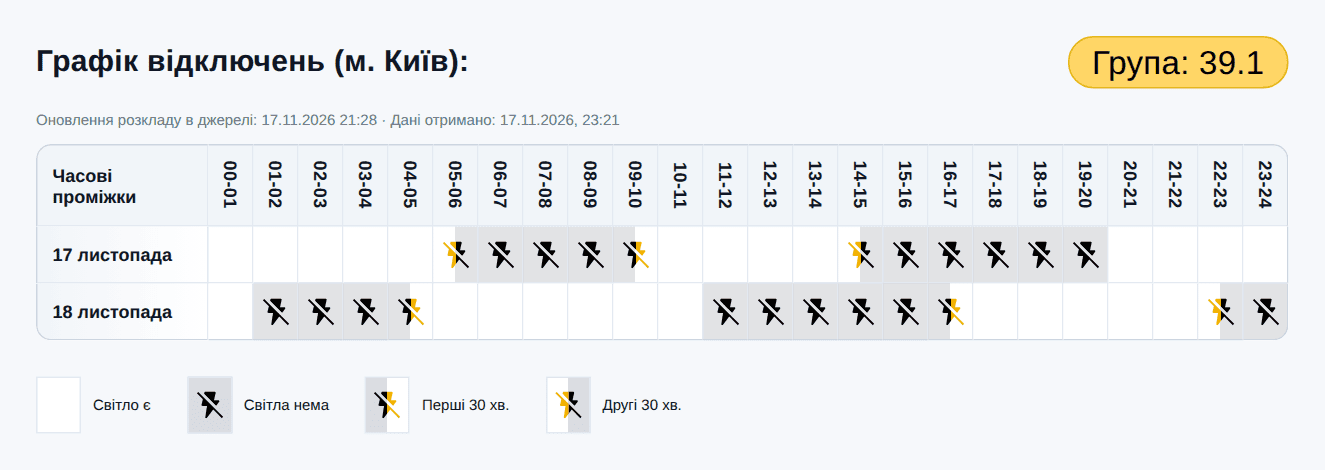 Графік відключень (м. Київ):
Група: 39.1
Оновлення розкладу в джерелі: 17.11.2026 21:28 · Дані отримано: 17.11.2026, 23:21
Часові
проміжки
00-01
01-02
02-03
03-04
04-05
05-06
06-07
07-08
08-09
09-10
10-11
11-12
12-13
13-14
14-15
15-16
16-17
17-18
18-19
19-20
20-21
21-22
22-23
23-24
17 листопада
18 листопада
Світло є
Світла нема
Перші 30 хв.
Другі 30 хв.